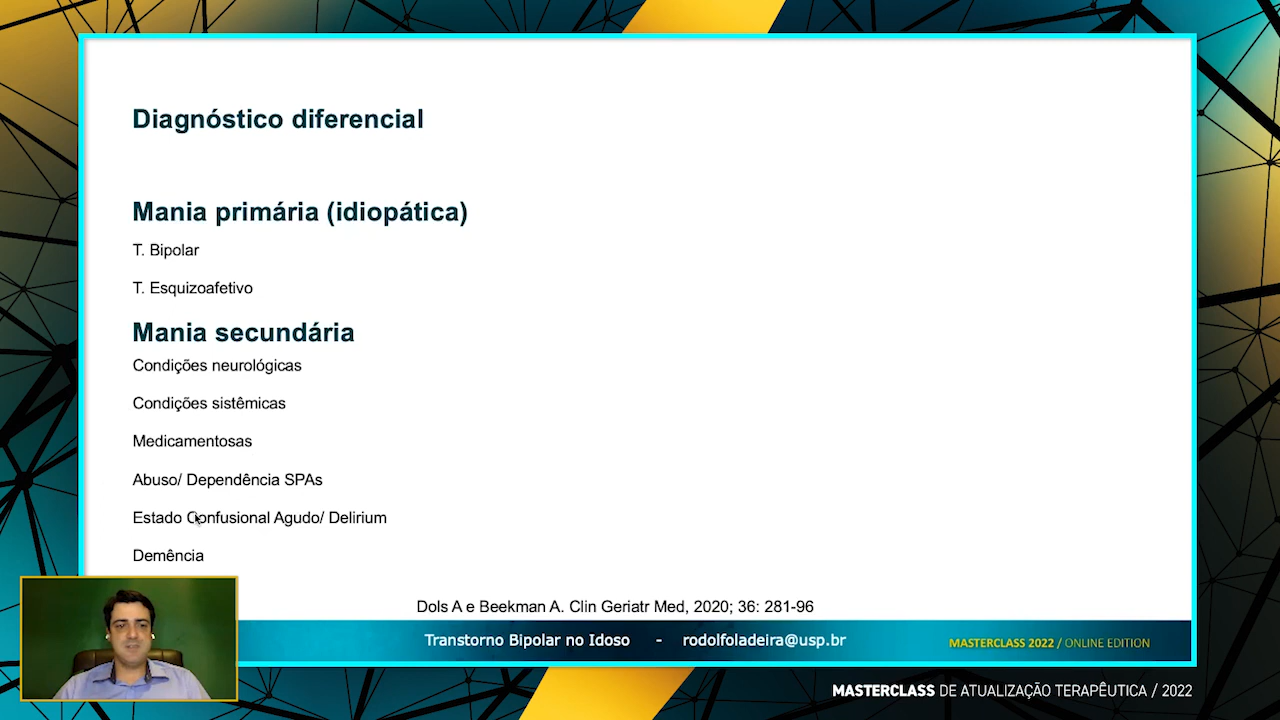 Diagnóstico diferencial
Mania primária (idiopática)
T. Bipolar
T. Esquizoafetivo
Mania secundária
Condições neurológicas
Condições sistêmicas
Medicamentosas
Abuso/ Dependência SPAs
Estado Confusional Agudo/ Delirium
Demência
Dols A e Beekman A. Clin Geriatr Med, 2020; 36: 281-96
Transtorno Bipolar no Idoso - rodolfoladeira@usp.br
MASTERCLASS 2022 / ONLINE EDITION
MASTERCLASS DE ATUALIZAÇÃO TERAPÊUTICA / 2022